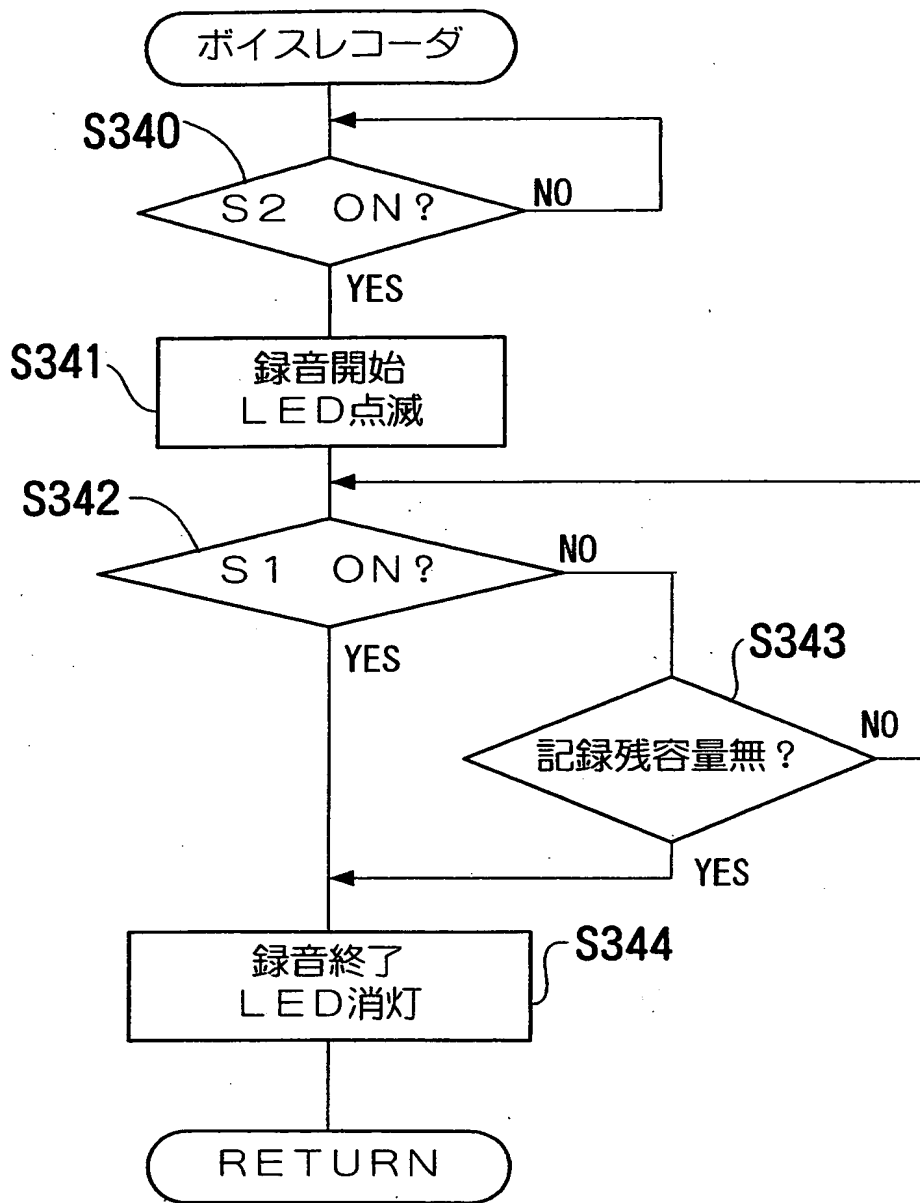 ボイスレコーダ
S340
S2 ON?
NO
YES
S341
録音開始
LED点滅
S342
S1 ON?
NO
YES
S343
記録残容量無?
NO
YES
録音終了
LED消灯
S344
RETURN